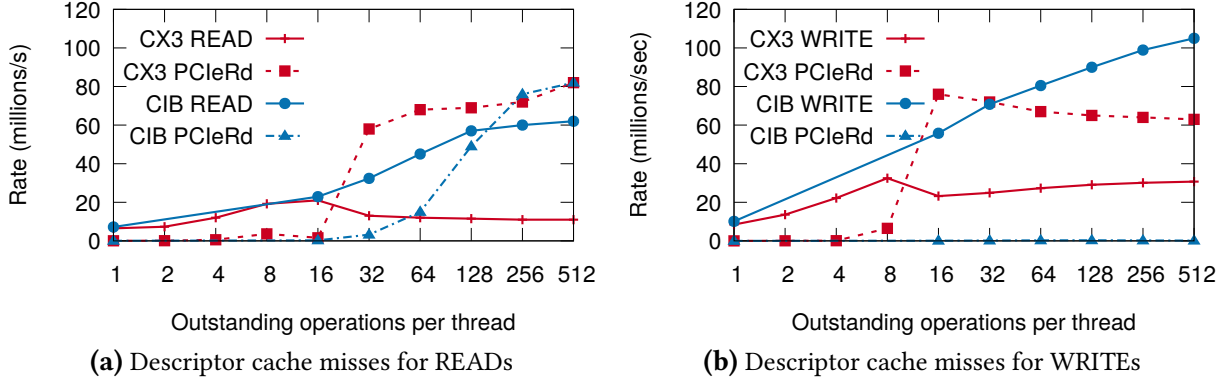 120
100
80
60
40
20
0
Rate (millions/s)
CX3 READ
CX3 PCIeRd
CIB READ
CIB PCIeRd
1 2 4 8 16 32 64 128 256 512
Outstanding operations per thread
(a) Descriptor cache misses for READs
120
100
80
60
40
20
0
Rate (millions/sec)
CX3 WRITE
CX3 PCIeRd
CIB WRITE
CIB PCIeRd
1 2 4 8 16 32 64 128 256 512
Outstanding operations per thread
(b) Descriptor cache misses for WRITEs